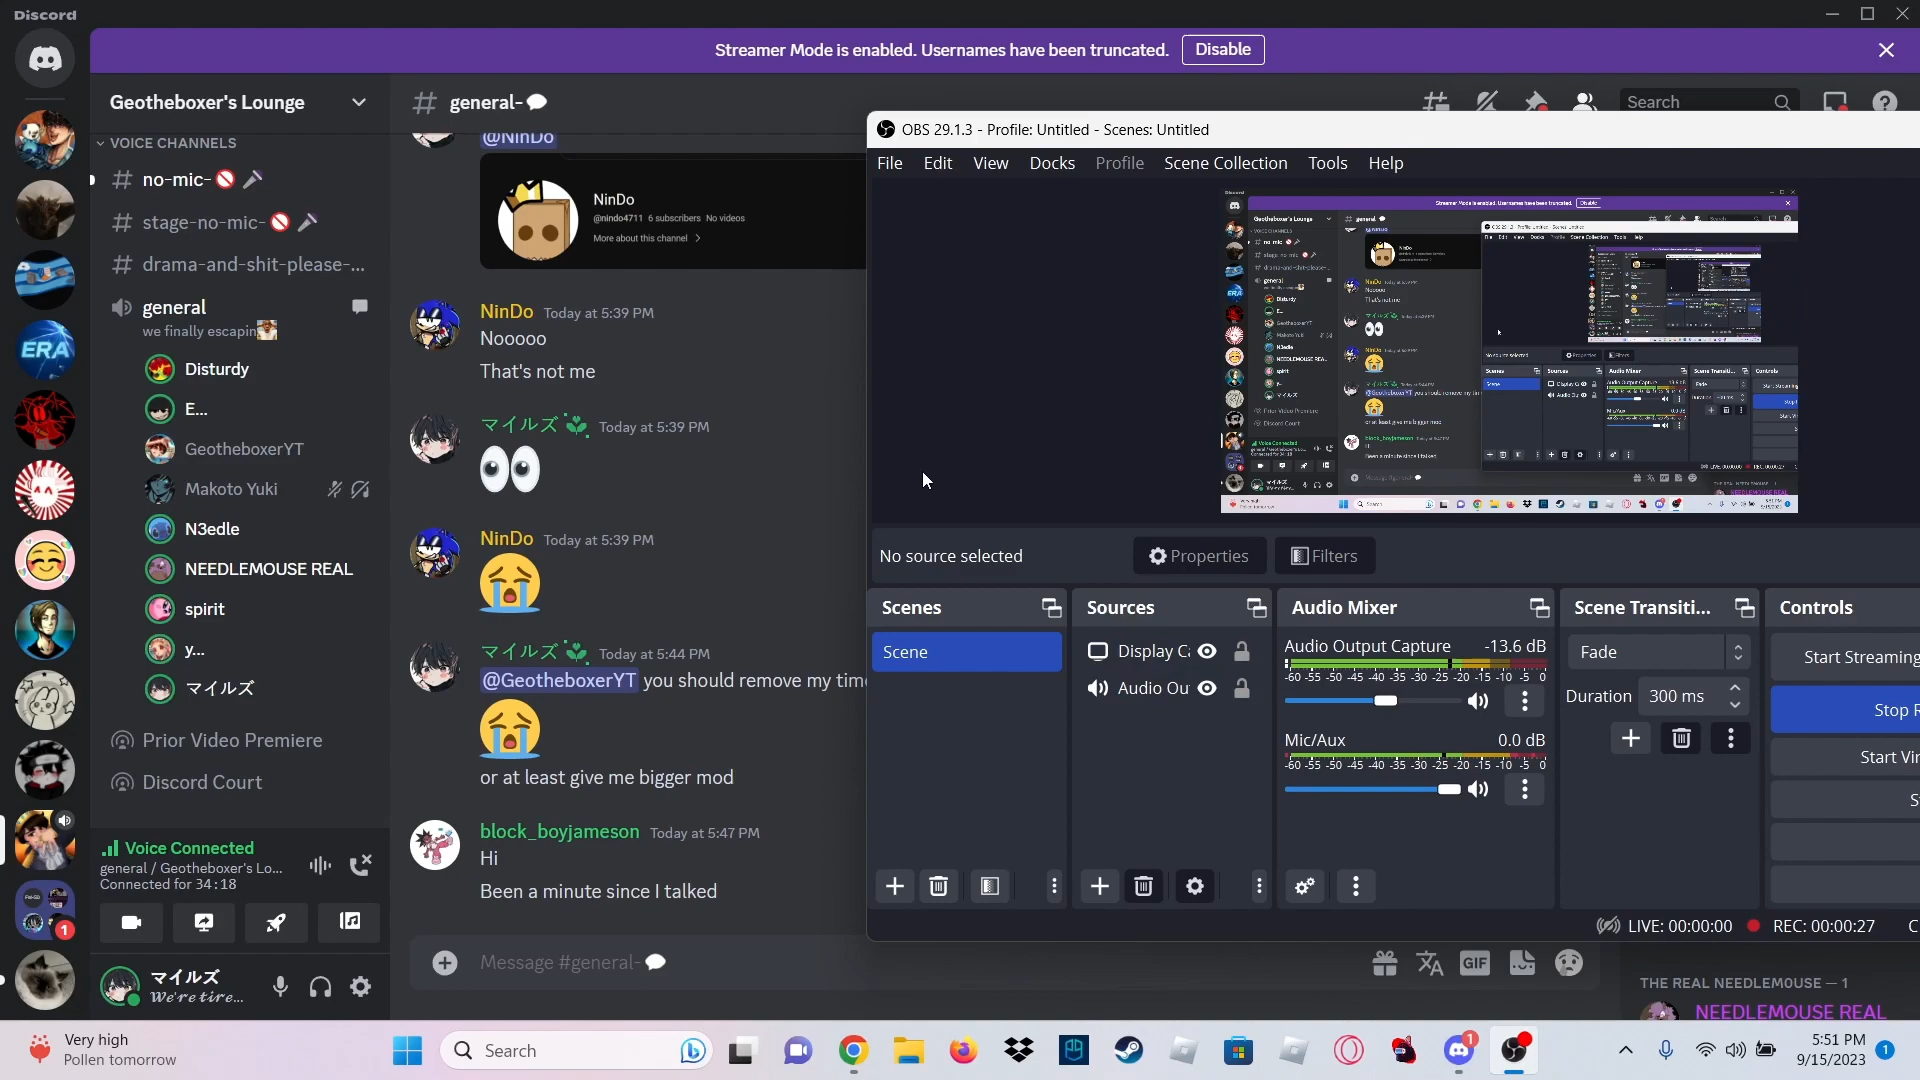 Discord
Streamer Mode is enabled. Usernames have been truncated. Disable
Geotheboxer's Lounge
general-
Search
VOICE CHANNELS
no-mic-
stage-no-mic-
drama-and-shit-please-...
general
we finally escapin
Disturdy
E...
GeotheboxerYT
Makoto Yuki
N3edle
NEEDLEMOUSE REAL
spirit
y...
マイルズ
Prior Video Premiere
Discord Court
Voice Connected
general / Geotheboxer's Lo...
Connected for 34:18
マイルズ
We're tire...
ERA
1
@NinDo
NinDo
@nindo4711 6 subscribers No videos
More about this channel
NinDo Today at 5:39 PM
Nooooo
That's not me
マイルズ Today at 5:39 PM
NinDo Today at 5:39 PM
マイルズ Today at 5:44 PM
@GeotheboxerYT you should remove my time
or at least give me bigger mod
block_boyjameson Today at 5:47 PM
Hi
Been a minute since I talked
Message #general-
GIF
THE REAL NEEDLEMOUSE — 1
NEEDLEMOUSE REAL
OBS 29.1.3 - Profile: Untitled - Scenes: Untitled
File Edit View Docks Profile Scene Collection Tools Help
No source selected
Properties
Filters
Scenes
Scene
Sources
Display Ca
Audio Ou
Audio Mixer
Audio Output Capture -13.6 dB
-60 -55 -50 -45 -40 -35 -30 -25 -20 -15 -10 -5 0
Mic/Aux 0.0 dB
-60 -55 -50 -45 -40 -35 -30 -25 -20 -15 -10 -5 0
Scene Transiti...
Fade
Duration 300 ms
Controls
Start Streaming
Stop R
Start Vir
S
LIVE: 00:00:00 REC: 00:00:27 C
Very high
Pollen tomorrow
Search
1
5:51 PM
9/15/2023
1